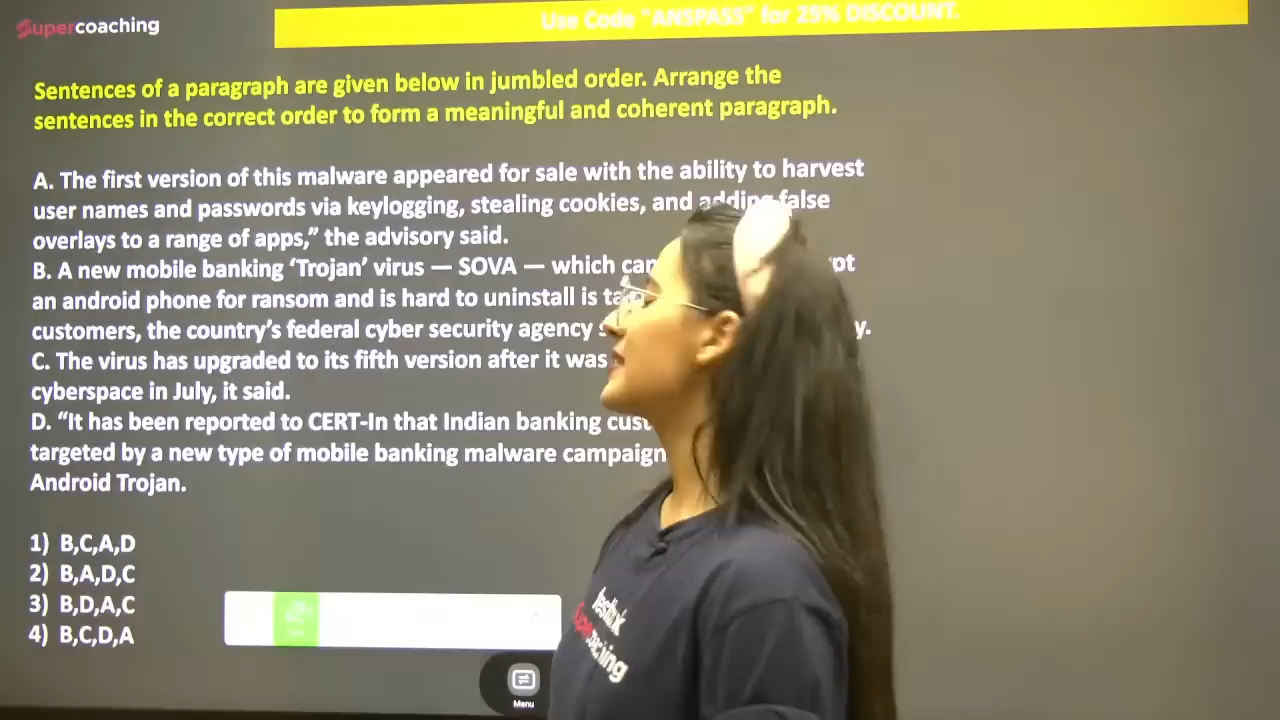 Supercoaching
Use Code "ANSPASS" for 25% DISCOUNT.
Sentences of a paragraph are given below in jumbled order. Arrange the
sentences in the correct order to form a meaningful and coherent paragraph.
A. The first version of this malware appeared for sale with the ability to harvest
user names and passwords via keylogging, stealing cookies, and adding false
overlays to a range of apps,” the advisory said.
B. A new mobile banking ‘Trojan’ virus — SOVA — which can
an android phone for ransom and is hard to uninstall is
customers, the country’s federal cyber security agency
C. The virus has upgraded to its fifth version after it was
cyberspace in July, it said.
D. “It has been reported to CERT-In that Indian banking
targeted by a new type of mobile banking malware campaign
Android Trojan.
1) B,C,A,D
2) B,A,D,C
3) B,D,A,C
4) B,C,D,A
Menu
testbook
Supercoaching